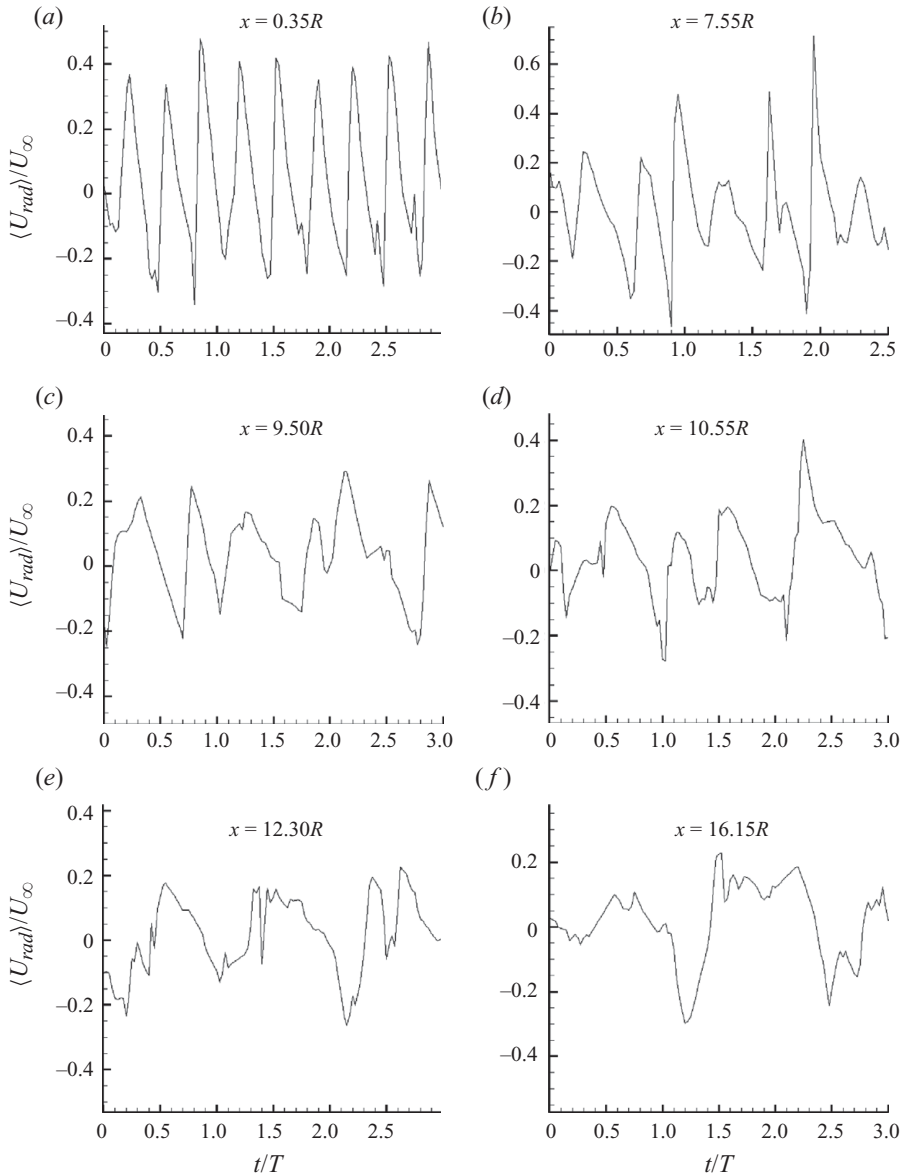 (a)
x = 0.35R
0.4
0.2
0
–0.2
–0.4
⟨U_rad⟩/U_∞
0 0.5 1.0 1.5 2.0 2.5
(b)
x = 7.55R
0.6
0.4
0.2
0
–0.2
–0.4
0 0.5 1.0 1.5 2.0 2.5
(c)
x = 9.50R
0.4
0.2
0
–0.2
–0.4
⟨U_rad⟩/U_∞
0 0.5 1.0 1.5 2.0 3.0
(d)
x = 10.55R
0.4
0.2
0
–0.2
–0.4
0 0.5 1.0 1.5 2.0 2.5 3.0
(e)
x = 12.30R
0.4
0.2
0
–0.2
–0.4
⟨U_rad⟩/U_∞
0 0.5 1.0 1.5 2.0 2.5
t/T
(f)
x = 16.15R
0.4
0.2
0
–0.2
–0.4
0 0.5 1.0 1.5 2.0 2.5 3.0
t/T